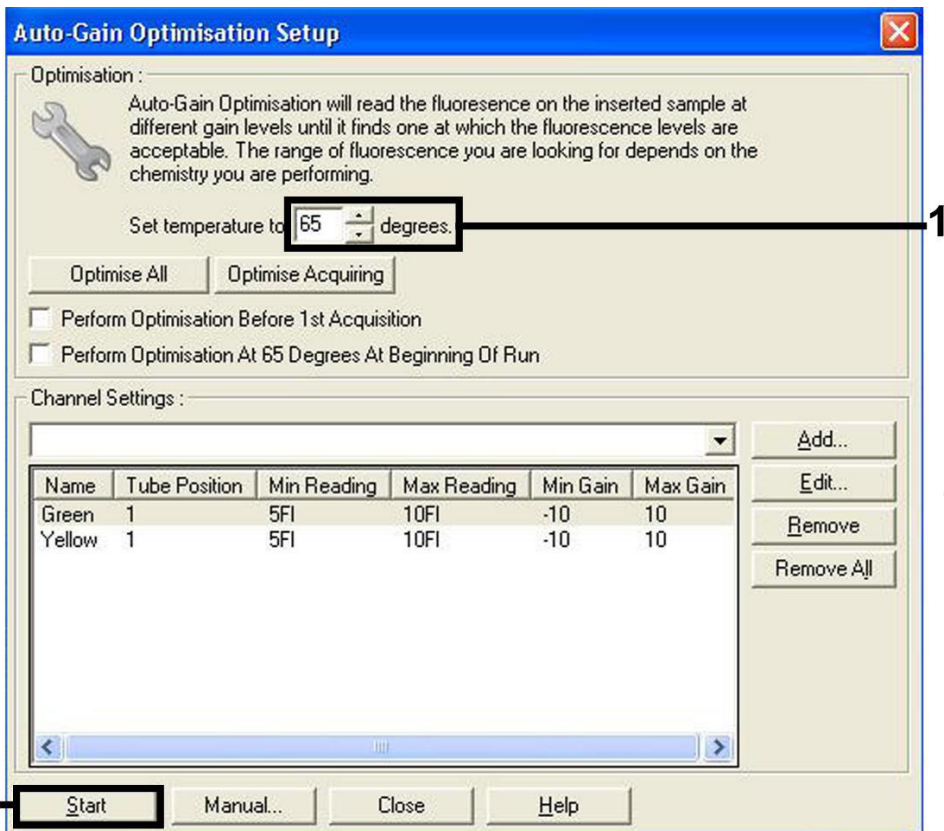 Auto-Gain Optimisation Setup
Optimisation :
Auto-Gain Optimisation will read the fluoresence on the inserted sample at
different gain levels until it finds one at which the fluorescence levels are
acceptable. The range of fluorescence you are looking for depends on the
chemistry you are performing.
Set temperature to 65 degrees.
1
Optimise All Optimise Acquiring
Perform Optimisation Before 1st Acquisition
Perform Optimisation At 65 Degrees At Beginning Of Run
Channel Settings :
Add...
Name Tube Position Min Reading Max Reading Min Gain Max Gain
Edit...
Green 1 5Fl 10Fl -10 10
Remove
Yellow 1 5Fl 10Fl -10 10
Remove All
Start Manual... Close Help